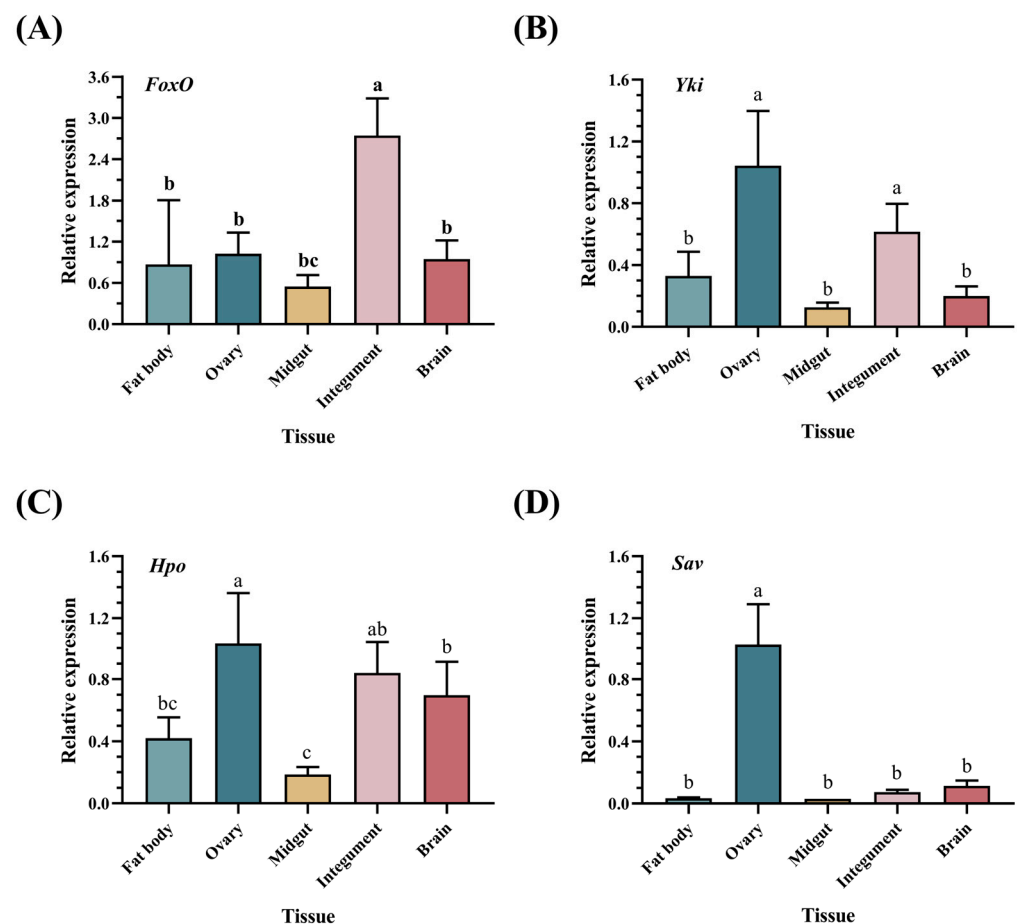 (A)
FoxO
Relative expression
3.6
3.0
2.4
1.8
1.2
0.6
0.0
b
b
bc
a
b
Fat body
Ovary
Midgut
Integument
Brain
Tissue
(B)
Yki
Relative expression
1.6
1.2
0.8
0.4
0.0
b
a
b
a
b
Fat body
Ovary
Midgut
Integument
Brain
Tissue
(C)
Hpo
Relative expression
1.6
1.2
0.8
0.4
0.0
bc
a
c
ab
b
Fat body
Ovary
Midgut
Integument
Brain
Tissue
(D)
Sav
Relative expression
1.6
1.2
0.8
0.4
0.0
b
a
b
b
b
Fat body
Ovary
Midgut
Integument
Brain
Tissue